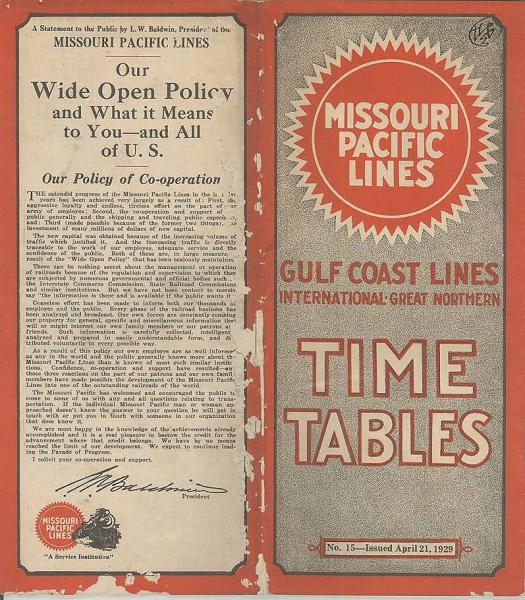 A Statement to the Public by L. W. Baldwin, President of the
MISSOURI PACIFIC LINES
Our
Wide Open Policy
and What it Means
to You—and All
of U. S.
Our Policy of Co-operation
THE splendid progress of the Missouri Pacific Lines in the
years has been achieved very largely as a result of: First, the
aggressive loyalty and endless, tireless effort on the part of our
army of employes; Second, the co-operation and support of
public generally and the shipping and traveling public especially,
and: Third (made possible because of the former two things),
investment of many millions of dollars of new capital.
The new capital was obtained because of the increasing volume of
traffic which justified it. And the increasing traffic is directly
traceable to the work of our employes, adequate service and the
confidence of the public. Both of these are, in large measure,
result of the "Wide Open Policy" that has been zealously maintained.
There can be nothing secret about the management or operation
of railroads because of the regulation and supervision to which they
are subjected by numerous governmental and official bodies such
the Interstate Commerce Commission, State Railroad Commissions
and similar institutions. But we have not been content to merely
say "the information is there and is available if the public wants it
Conscious effort has been made to inform both our thousands of
employes and the public. Every phase of the railroad business has
been analyzed and broadcast. Our own forces are constantly combing
our property for general, specific and miscellaneous information that
will or might interest our own family members or our patrons and
friends. Such information is carefully collected, intelligently
analyzed and prepared in easily understandable form, and dis-
tributed voluntarily in every possible way.
As a result of this policy our own employes are as well informed
as any in the world and the public generally knows more about the
Missouri Pacific Lines than is known of most such similar institu-
tions. Confidence, co-operation and support have resulted—and
those three reactions on the part of our patrons and our own family
members have made possible the development of the Missouri Pacific
Lines into one of the outstanding railroads of the world.
The Missouri Pacific has welcomed and encouraged the public to
come to some of us with any and all questions relating to trans-
portation. If the individual Missouri Pacific man or woman ap-
proached doesn't know the answer to your question he will get in
touch with or put you in touch with someone in our organization
that does know it.
We are most happy in the knowledge of the achievements already
accomplished and it is a real pleasure to bestow the credit for the
advancement where that credit belongs. We have by no means
reached the limit of our development. We expect to continue lead-
ing the Parade of Progress.
I solicit your co-operation and support.
L W Baldwin
President
MISSOURI
PACIFIC
LINES
"A Service Institution"
MISSOURI
PACIFIC
LINES
GULF COAST LINES
INTERNATIONAL-GREAT NORTHERN
TIME
TABLES
No. 15—Issued April 21, 1929